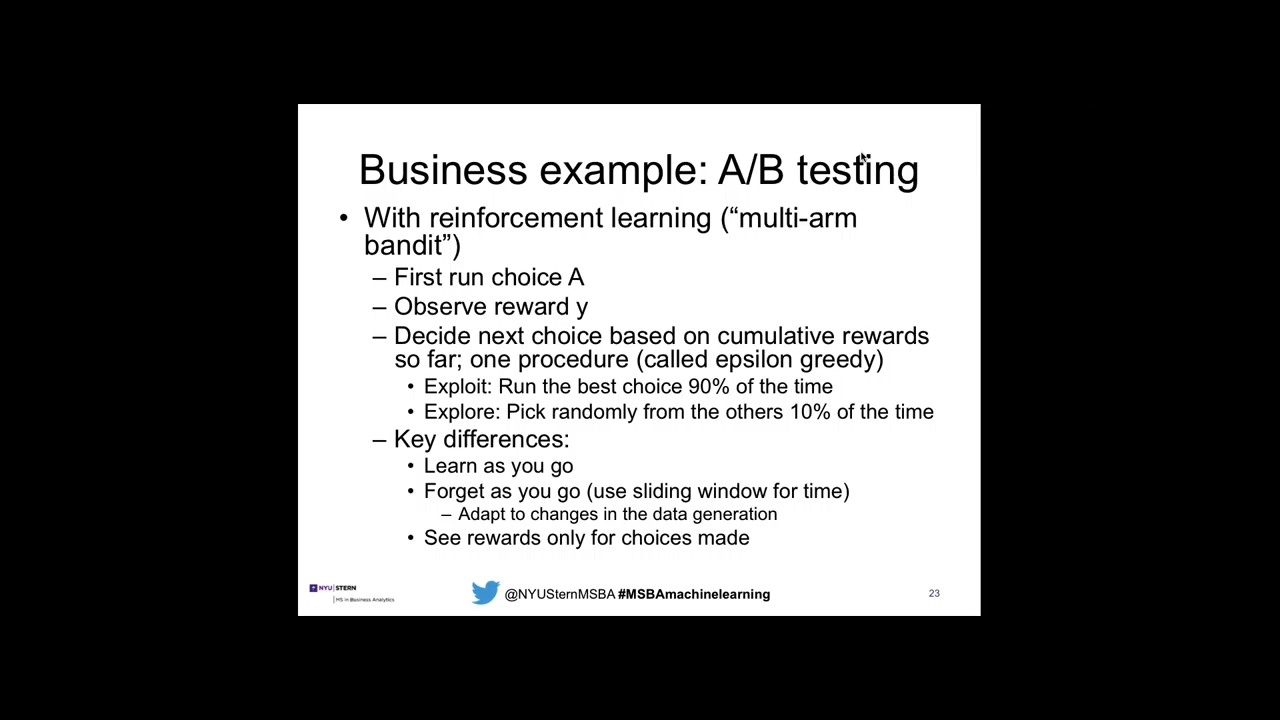 Business example: A/B testing
• With reinforcement learning (“multi-arm
bandit”)
– First run choice A
– Observe reward y
– Decide next choice based on cumulative rewards
so far; one procedure (called epsilon greedy)
• Exploit: Run the best choice 90% of the time
• Explore: Pick randomly from the others 10% of the time
– Key differences:
• Learn as you go
• Forget as you go (use sliding window for time)
– Adapt to changes in the data generation
• See rewards only for choices made
NYU STERN
MS in Business Analytics
@NYUSternMSBA #MSBAmachinelearning
23